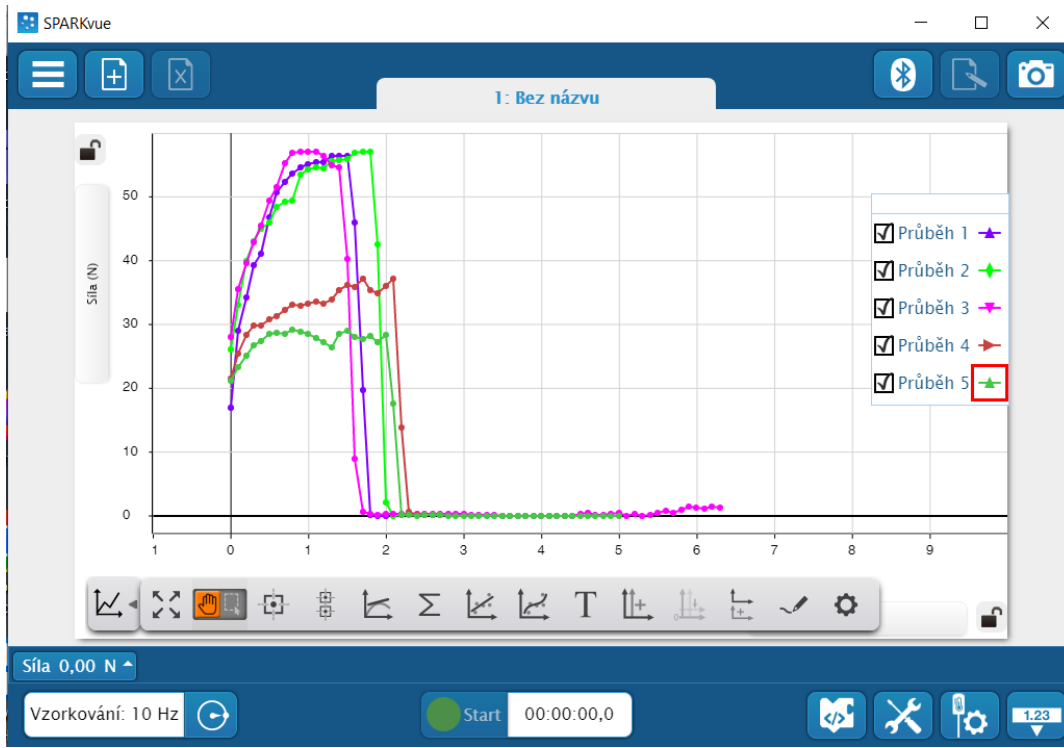 SPARKvue
1: Bez názvu
Síla (N)
50
40
30
20
10
0
1 0 1 2 3 4 5 6 7 8 9
Průběh 1
Průběh 2
Průběh 3
Průběh 4
Průběh 5
Síla 0,00 N
Vzorkování: 10 Hz
Start
00:00:00,0
1.23